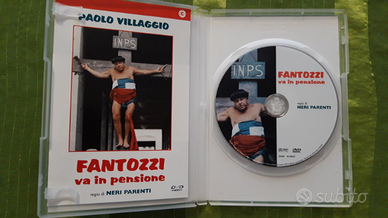 PAOLO VILLAGGIO
INPS
FANTOZZI
va in pensione
regia di NERI PARENTI
INPS
FANTOZZI
va in pensione
regia di
NERI PARENTI
DVD
subito